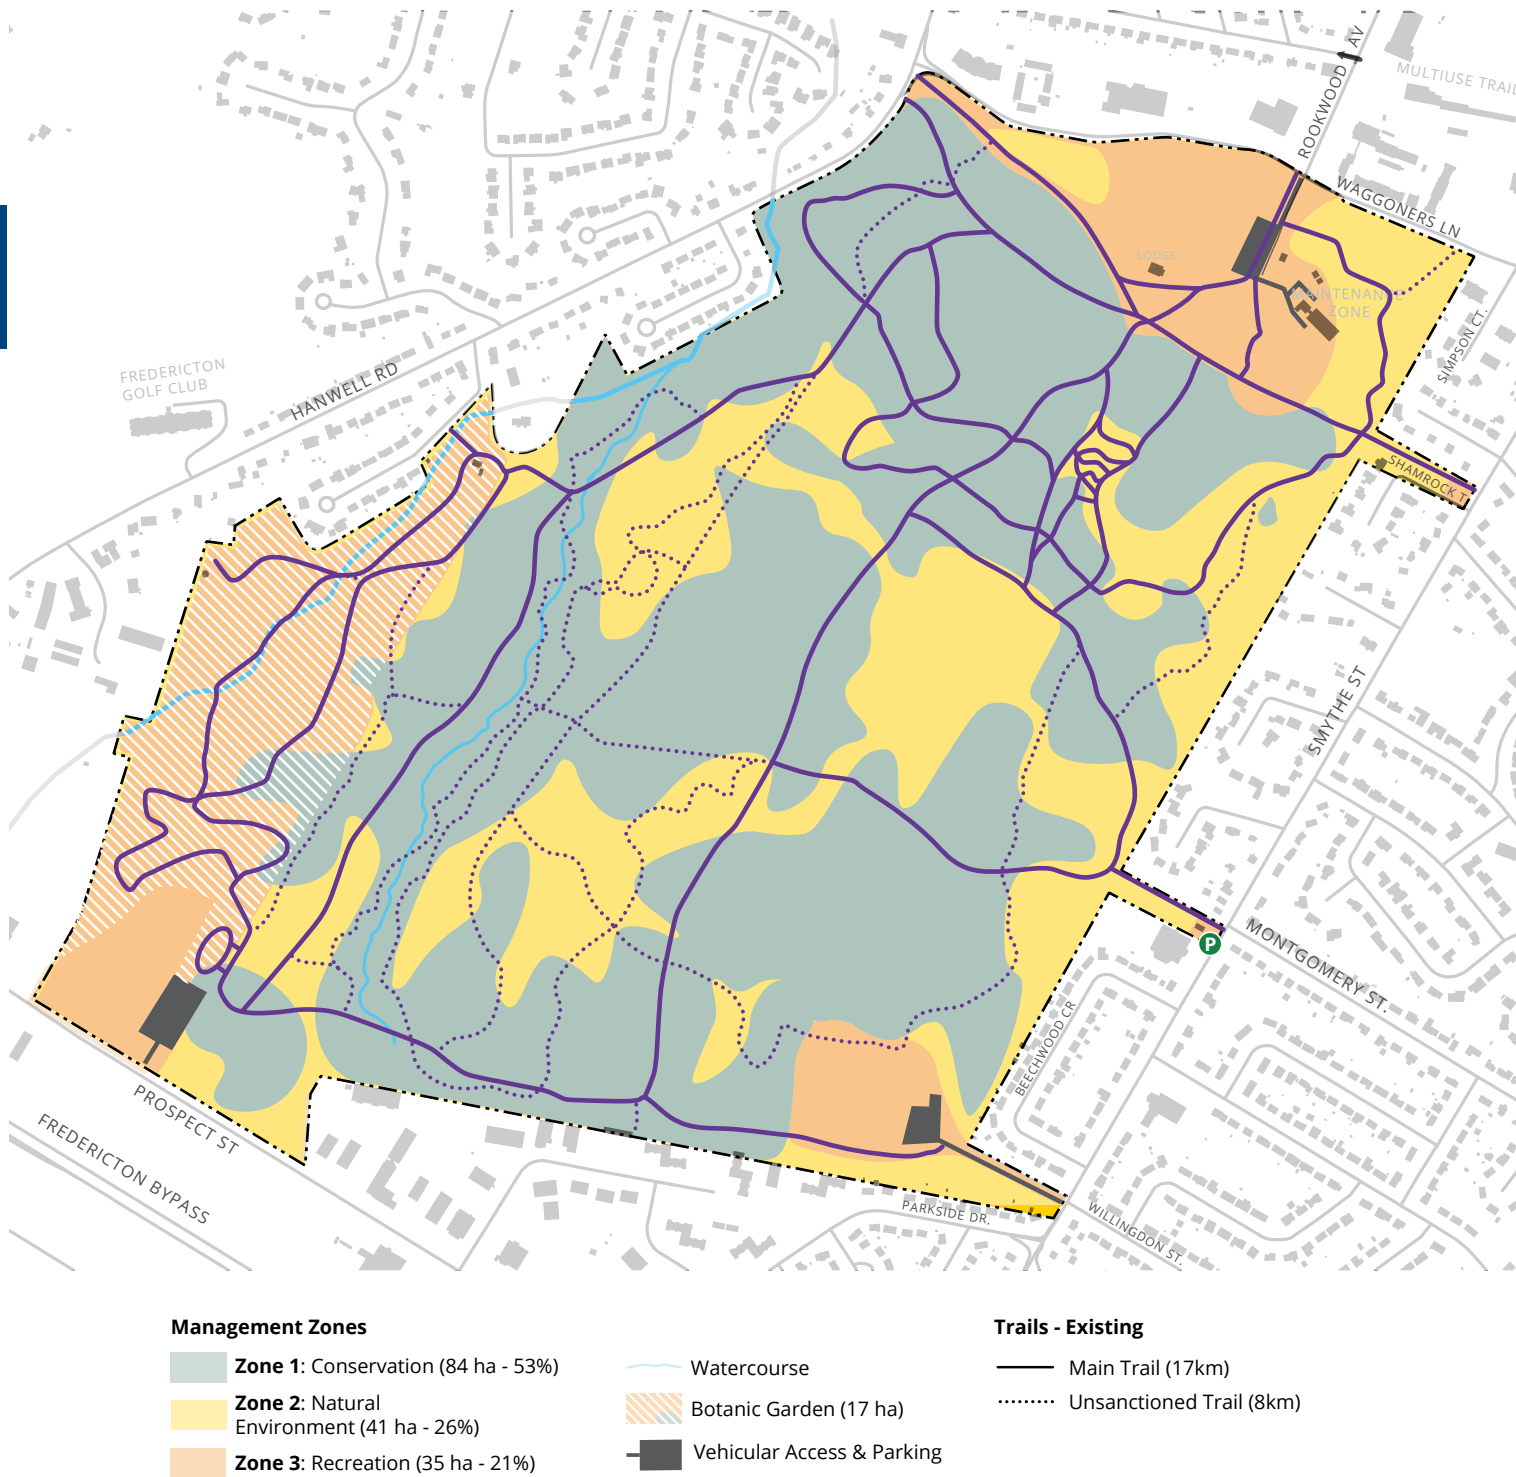 ROOKWOOD AV
MULTIUSE TRAIL
WAGGONERS LN
LODGE
MAINTENANCE
ZONE
SIMPSON CT.
FREDERICTON
GOLF CLUB
HANWELL RD
SHAMROCK T
SMYTHE ST
P
MONTGOMERY ST.
BEECHWOOD CR
PROSPECT ST
FREDERICTON BYPASS
PARKSIDE DR.
WILLINGDON ST.
Management Zones
Zone 1: Conservation (84 ha - 53%)
Zone 2: Natural
Environment (41 ha - 26%)
Zone 3: Recreation (35 ha - 21%)
Watercourse
Botanic Garden (17 ha)
Vehicular Access & Parking
Trails - Existing
Main Trail (17km)
Unsanctioned Trail (8km)